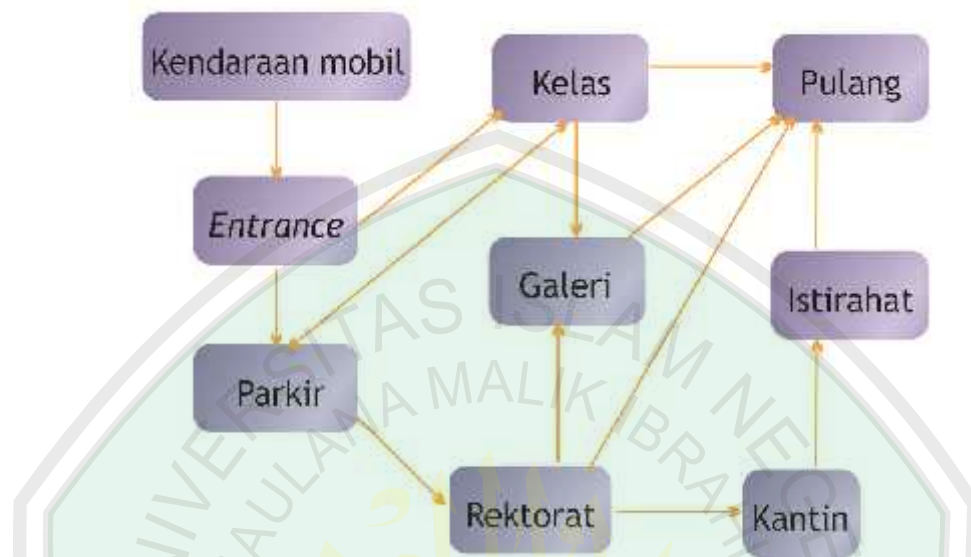 Kendaraan mobil
Kelas
Pulang
Entrance
Galeri
Istirahat
Parkir
Rektorat
Kantin